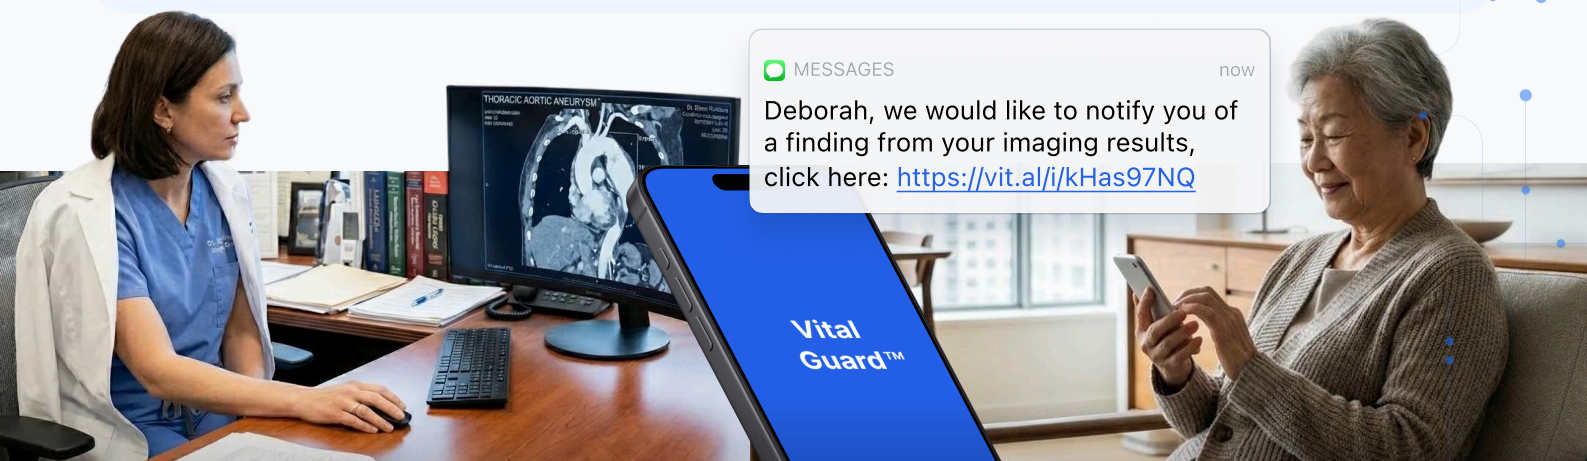 THORACIC AORTIC ANEURYSM
MESSAGES
now
Deborah, we would like to notify you of
a finding from your imaging results,
click here: https://vit.al/i/kHas97NQ
Vital
Guard™